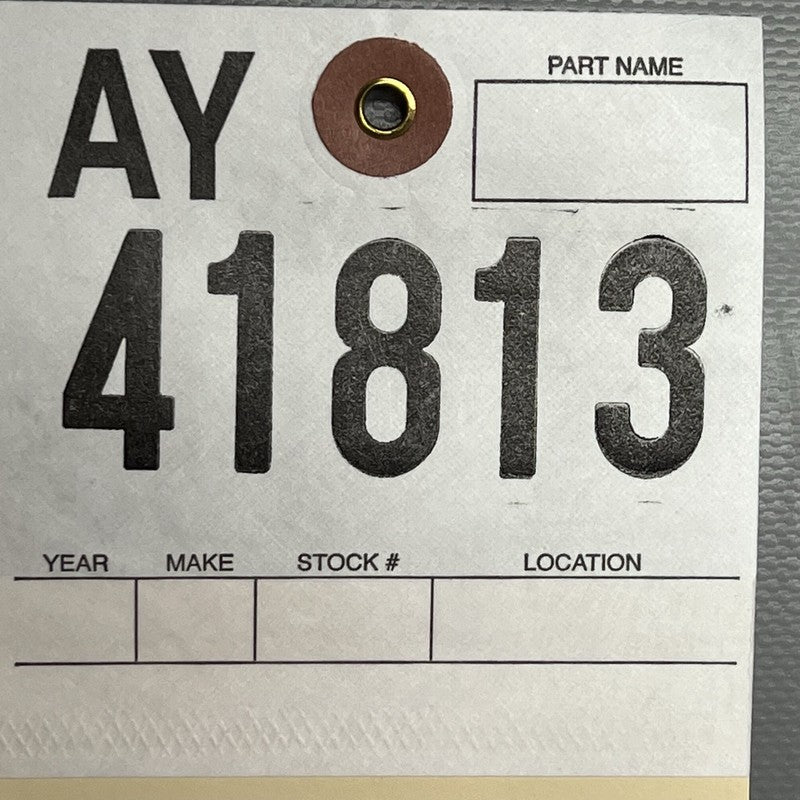 AY
PART NAME
41813
YEAR MAKE STOCK # LOCATION